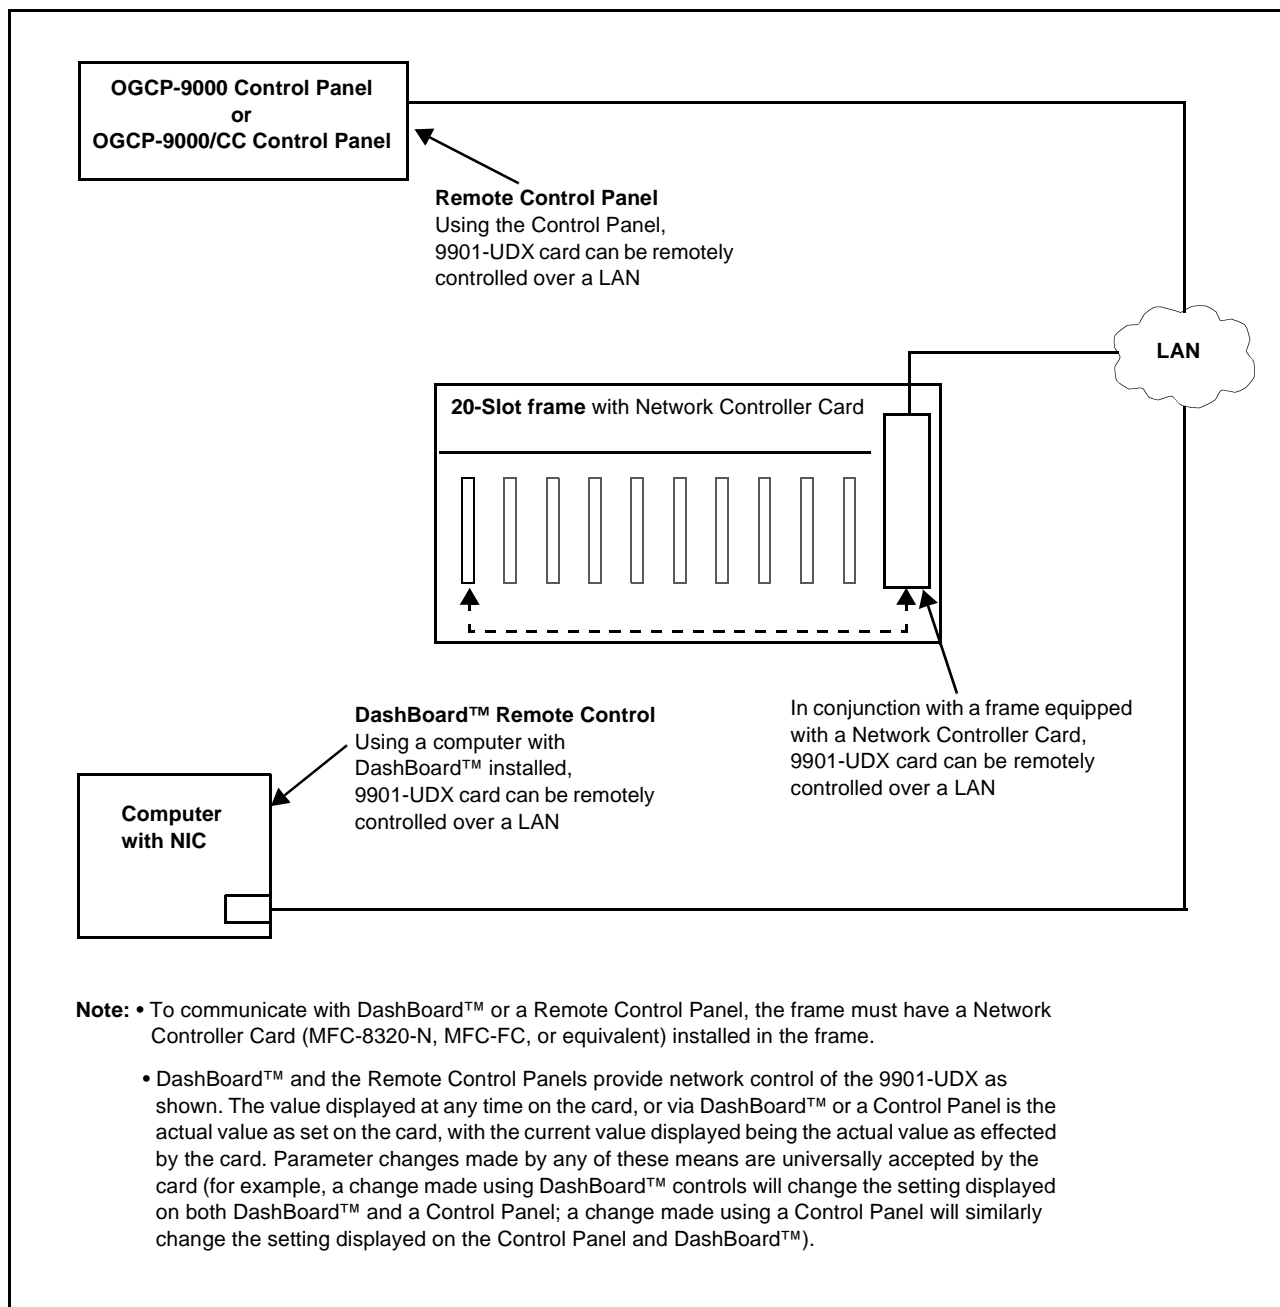 OGCP-9000 Control Panel
or
OGCP-9000/CC Control Panel
Remote Control Panel
Using the Control Panel,
9901-UDX card can be remotely
controlled over a LAN
LAN
20-Slot frame with Network Controller Card
DashBoard™ Remote Control
Using a computer with
DashBoard™ installed,
9901-UDX card can be remotely
controlled over a LAN
In conjunction with a frame equipped
with a Network Controller Card,
9901-UDX card can be remotely
controlled over a LAN
Computer
with NIC
Note: • To communicate with DashBoard™ or a Remote Control Panel, the frame must have a Network
Controller Card (MFC-8320-N, MFC-FC, or equivalent) installed in the frame.
• DashBoard™ and the Remote Control Panels provide network control of the 9901-UDX as
shown. The value displayed at any time on the card, or via DashBoard™ or a Control Panel is the
actual value as set on the card, with the current value displayed being the actual value as effected
by the card. Parameter changes made by any of these means are universally accepted by the
card (for example, a change made using DashBoard™ controls will change the setting displayed
on both DashBoard™ and a Control Panel; a change made using a Control Panel will similarly
change the setting displayed on the Control Panel and DashBoard™).